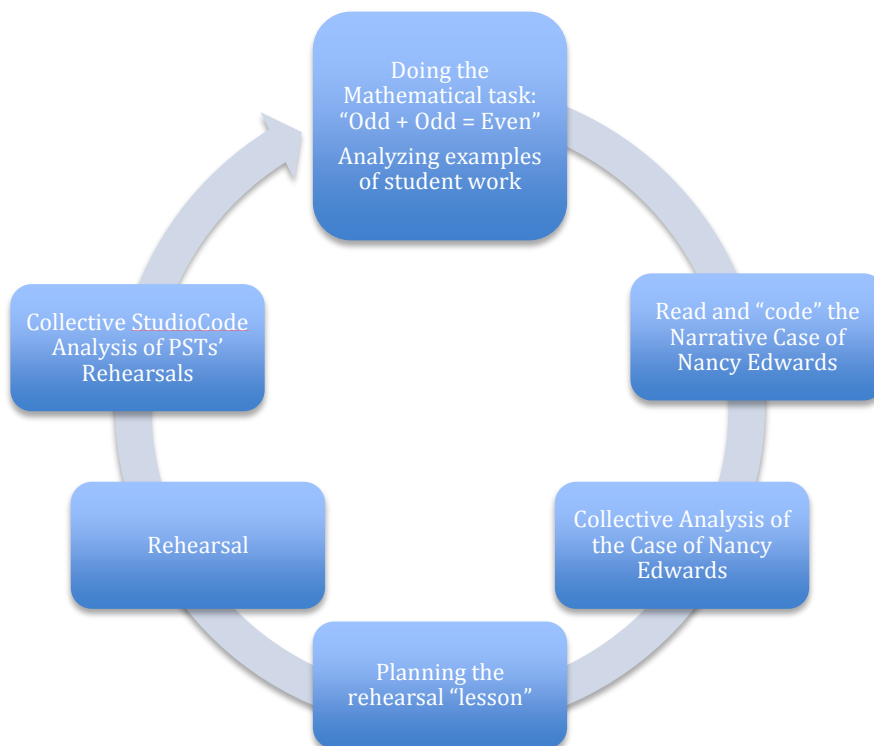 Doing the
Mathematical task:
“Odd + Odd = Even”
Analyzing examples
of student work
Read and “code” the
Narrative Case of
Nancy Edwards
Collective Analysis of
the Case of Nancy
Edwards
Planning the
rehearsal “lesson”
Rehearsal
Collective StudioCode
Analysis of PSTs’
Rehearsals